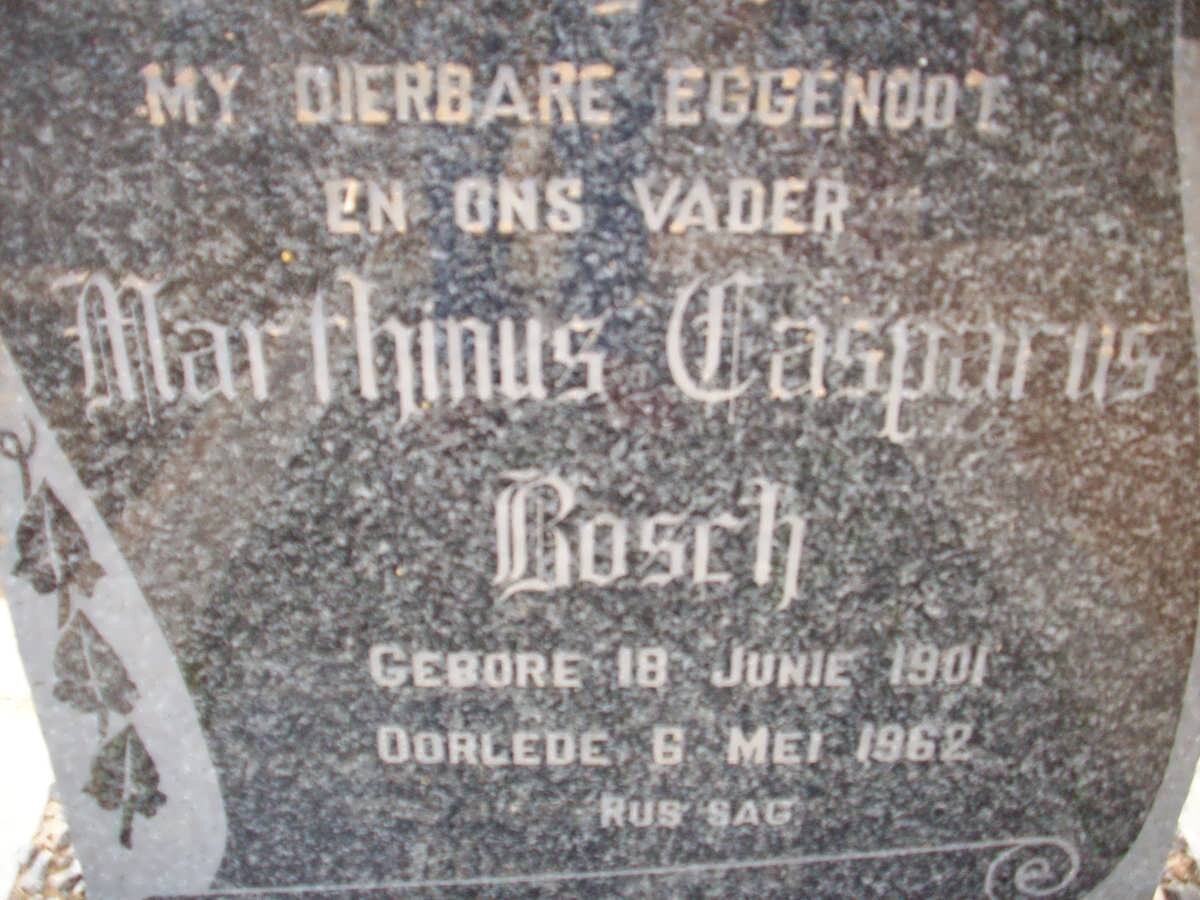 MY DIERBARE EGGENOOT
EN ONS VADER
Marthinus Casparus
Bosch
GEBORE 18 JUNIE 1901
OORLEDE 6 MEI 1962
RUS SAG